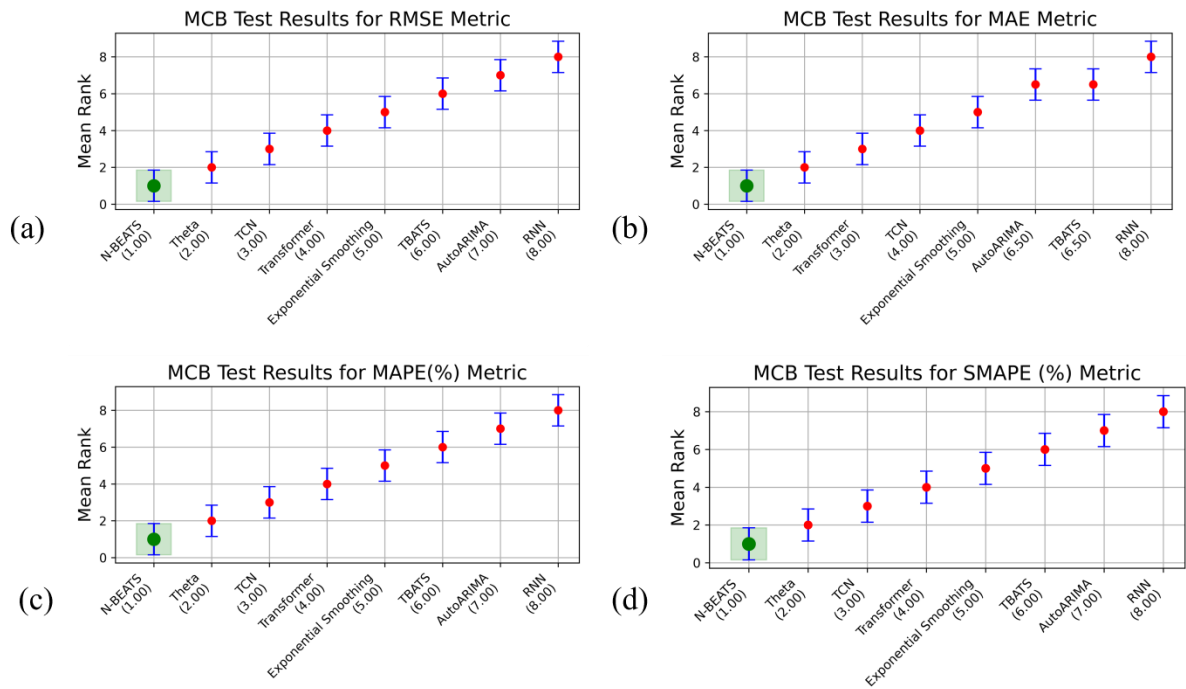 MCB Test Results for RMSE Metric
Mean Rank
8
6
4
2
0
N-BEATS
(1.00)
Theta
(2.00)
TCN
(3.00)
Transformer
(4.00)
Exponential Smoothing
(5.00)
TBATS
(6.00)
AutoARIMA
(7.00)
RNN
(8.00)
(a)
MCB Test Results for MAE Metric
Mean Rank
8
6
4
2
0
N-BEATS
(1.00)
Theta
(2.00)
Transformer
(3.00)
TCN
(4.00)
Exponential Smoothing
(5.00)
AutoARIMA
(6.50)
TBATS
(6.50)
RNN
(8.00)
(b)
MCB Test Results for MAPE(%) Metric
Mean Rank
8
6
4
2
0
N-BEATS
(1.00)
Theta
(2.00)
TCN
(3.00)
Transformer
(4.00)
Exponential Smoothing
(5.00)
TBATS
(6.00)
AutoARIMA
(7.00)
RNN
(8.00)
(c)
MCB Test Results for SMAPE (%) Metric
Mean Rank
8
6
4
2
0
N-BEATS
(1.00)
Theta
(2.00)
TCN
(3.00)
Transformer
(4.00)
Exponential Smoothing
(5.00)
TBATS
(6.00)
AutoARIMA
(7.00)
RNN
(8.00)
(d)